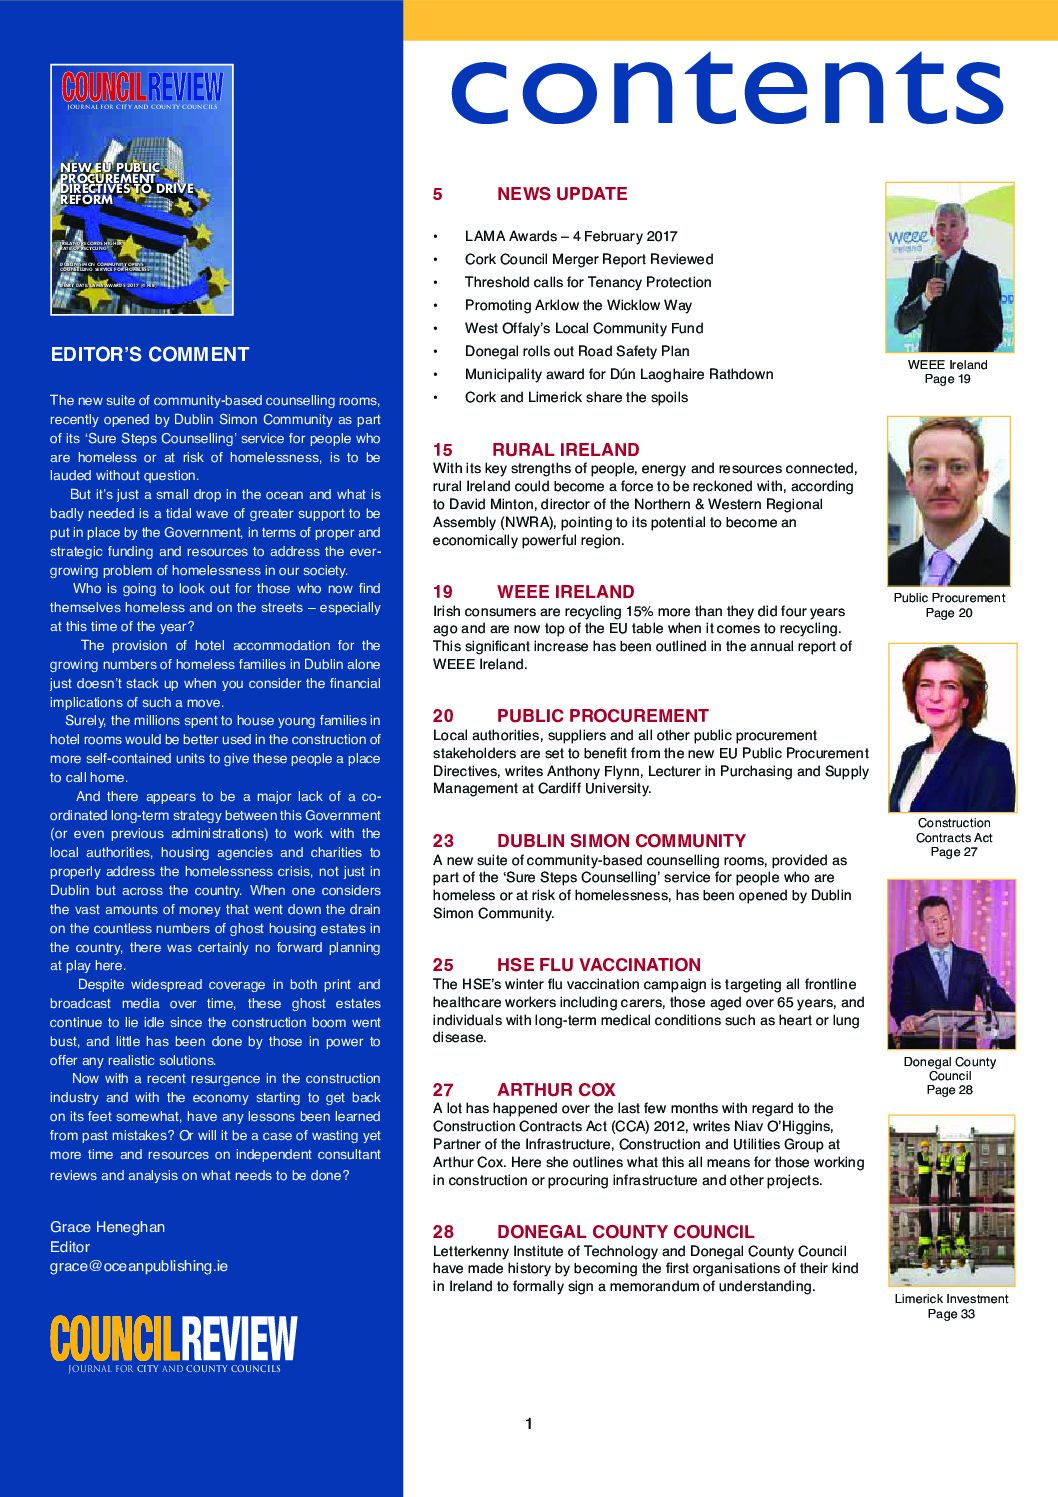 COUNCIL REVIEW
JOURNAL FOR CITY AND COUNTY COUNCILS
NEW EU PUBLIC
PROCUREMENT
DIRECTIVES TO DRIVE
REFORM
IRELAND RECORDS HIGHER
RATE OF RECYCLING
DUBLIN SIMON COMMUNITY OPENS
COUNSELLING SERVICE FOR HOMELESS
EDITOR'S COMMENT
The new suite of community-based counselling rooms,
recently opened by Dublin Simon Community as part
of its ‘Sure Steps Counselling’ service for people who
are homeless or at risk of homelessness, is to be
lauded without question.
But it’s just a small drop in the ocean and what is
badly needed is a tidal wave of greater support to be
put in place by the Government, in terms of proper and
strategic funding and resources to address the ever-
growing problem of homelessness in our society.
Who is going to look out for those who now find
themselves homeless and on the streets – especially
at this time of the year?
The provision of hotel accommodation for the
growing numbers of homeless families in Dublin alone
just doesn’t stack up when you consider the financial
implications of such a move.
Surely, the millions spent to house young families in
hotel rooms would be better used in the construction of
more self-contained units to give these people a place
to call home.
And there appears to be a major lack of a co-
ordinated long-term strategy between this Government
(or even previous administrations) to work with the
local authorities, housing agencies and charities to
properly address the homelessness crisis, not just in
Dublin but across the country. When one considers
the vast amounts of money that went down the drain
on the countless numbers of ghost housing estates in
the country, there was certainly no forward planning
at play here.
Despite widespread coverage in both print and
broadcast media over time, these ghost estates
continue to lie idle since the construction boom went
bust, and little has been done by those in power to
offer any realistic solutions.
Now with a recent resurgence in the construction
industry and with the economy starting to get back
on its feet somewhat, have any lessons been learned
from past mistakes? Or will it be a case of wasting yet
more time and resources on independent consultant
reviews and analysis on what needs to be done?
Grace Heneghan
Editor
grace@oceanpublishing.ie
COUNCIL REVIEW
JOURNAL FOR CITY AND COUNTY COUNCILS
contents
5 NEWS UPDATE
• LAMA Awards – 4 February 2017
• Cork Council Merger Report Reviewed
• Threshold calls for Tenancy Protection
• Promoting Arklow the Wicklow Way
• West Offaly’s Local Community Fund
• Donegal rolls out Road Safety Plan
• Municipality award for Dún Laoghaire Rathdown
• Cork and Limerick share the spoils
15 RURAL IRELAND
With its key strengths of people, energy and resources connected,
rural Ireland could become a force to be reckoned with, according
to David Minton, director of the Northern & Western Regional
Assembly (NWRA), pointing to its potential to become an
economically powerful region.
19 WEEE IRELAND
Irish consumers are recycling 15% more than they did four years
ago and are now top of the EU table when it comes to recycling.
This significant increase has been outlined in the annual report of
WEEE Ireland.
20 PUBLIC PROCUREMENT
Local authorities, suppliers and all other public procurement
stakeholders are set to benefit from the new EU Public Procurement
Directives, writes Anthony Flynn, Lecturer in Purchasing and Supply
Management at Cardiff University.
23 DUBLIN SIMON COMMUNITY
A new suite of community-based counselling rooms, provided as
part of the ‘Sure Steps Counselling’ service for people who are
homeless or at risk of homelessness, has been opened by Dublin
Simon Community.
25 HSE FLU VACCINATION
The HSE’s winter flu vaccination campaign is targeting all frontline
healthcare workers including carers, those aged over 65 years, and
individuals with long-term medical conditions such as heart or lung
disease.
27 ARTHUR COX
A lot has happened over the last few months with regard to the
Construction Contracts Act (CCA) 2012, writes Niav O’Higgins,
Partner of the Infrastructure, Construction and Utilities Group at
Arthur Cox. Here she outlines what this all means for those working
in construction or procuring infrastructure and other projects.
28 DONEGAL COUNTY COUNCIL
Letterkenny Institute of Technology and Donegal County Council
have made history by becoming the first organisations of their kind
in Ireland to formally sign a memorandum of understanding.
weee
ireland
WEEE Ireland
Page 19
Public Procurement
Page 20
Construction
Contracts Act
Page 27
Donegal County
Council
Page 28
Limerick Investment
Page 33
1